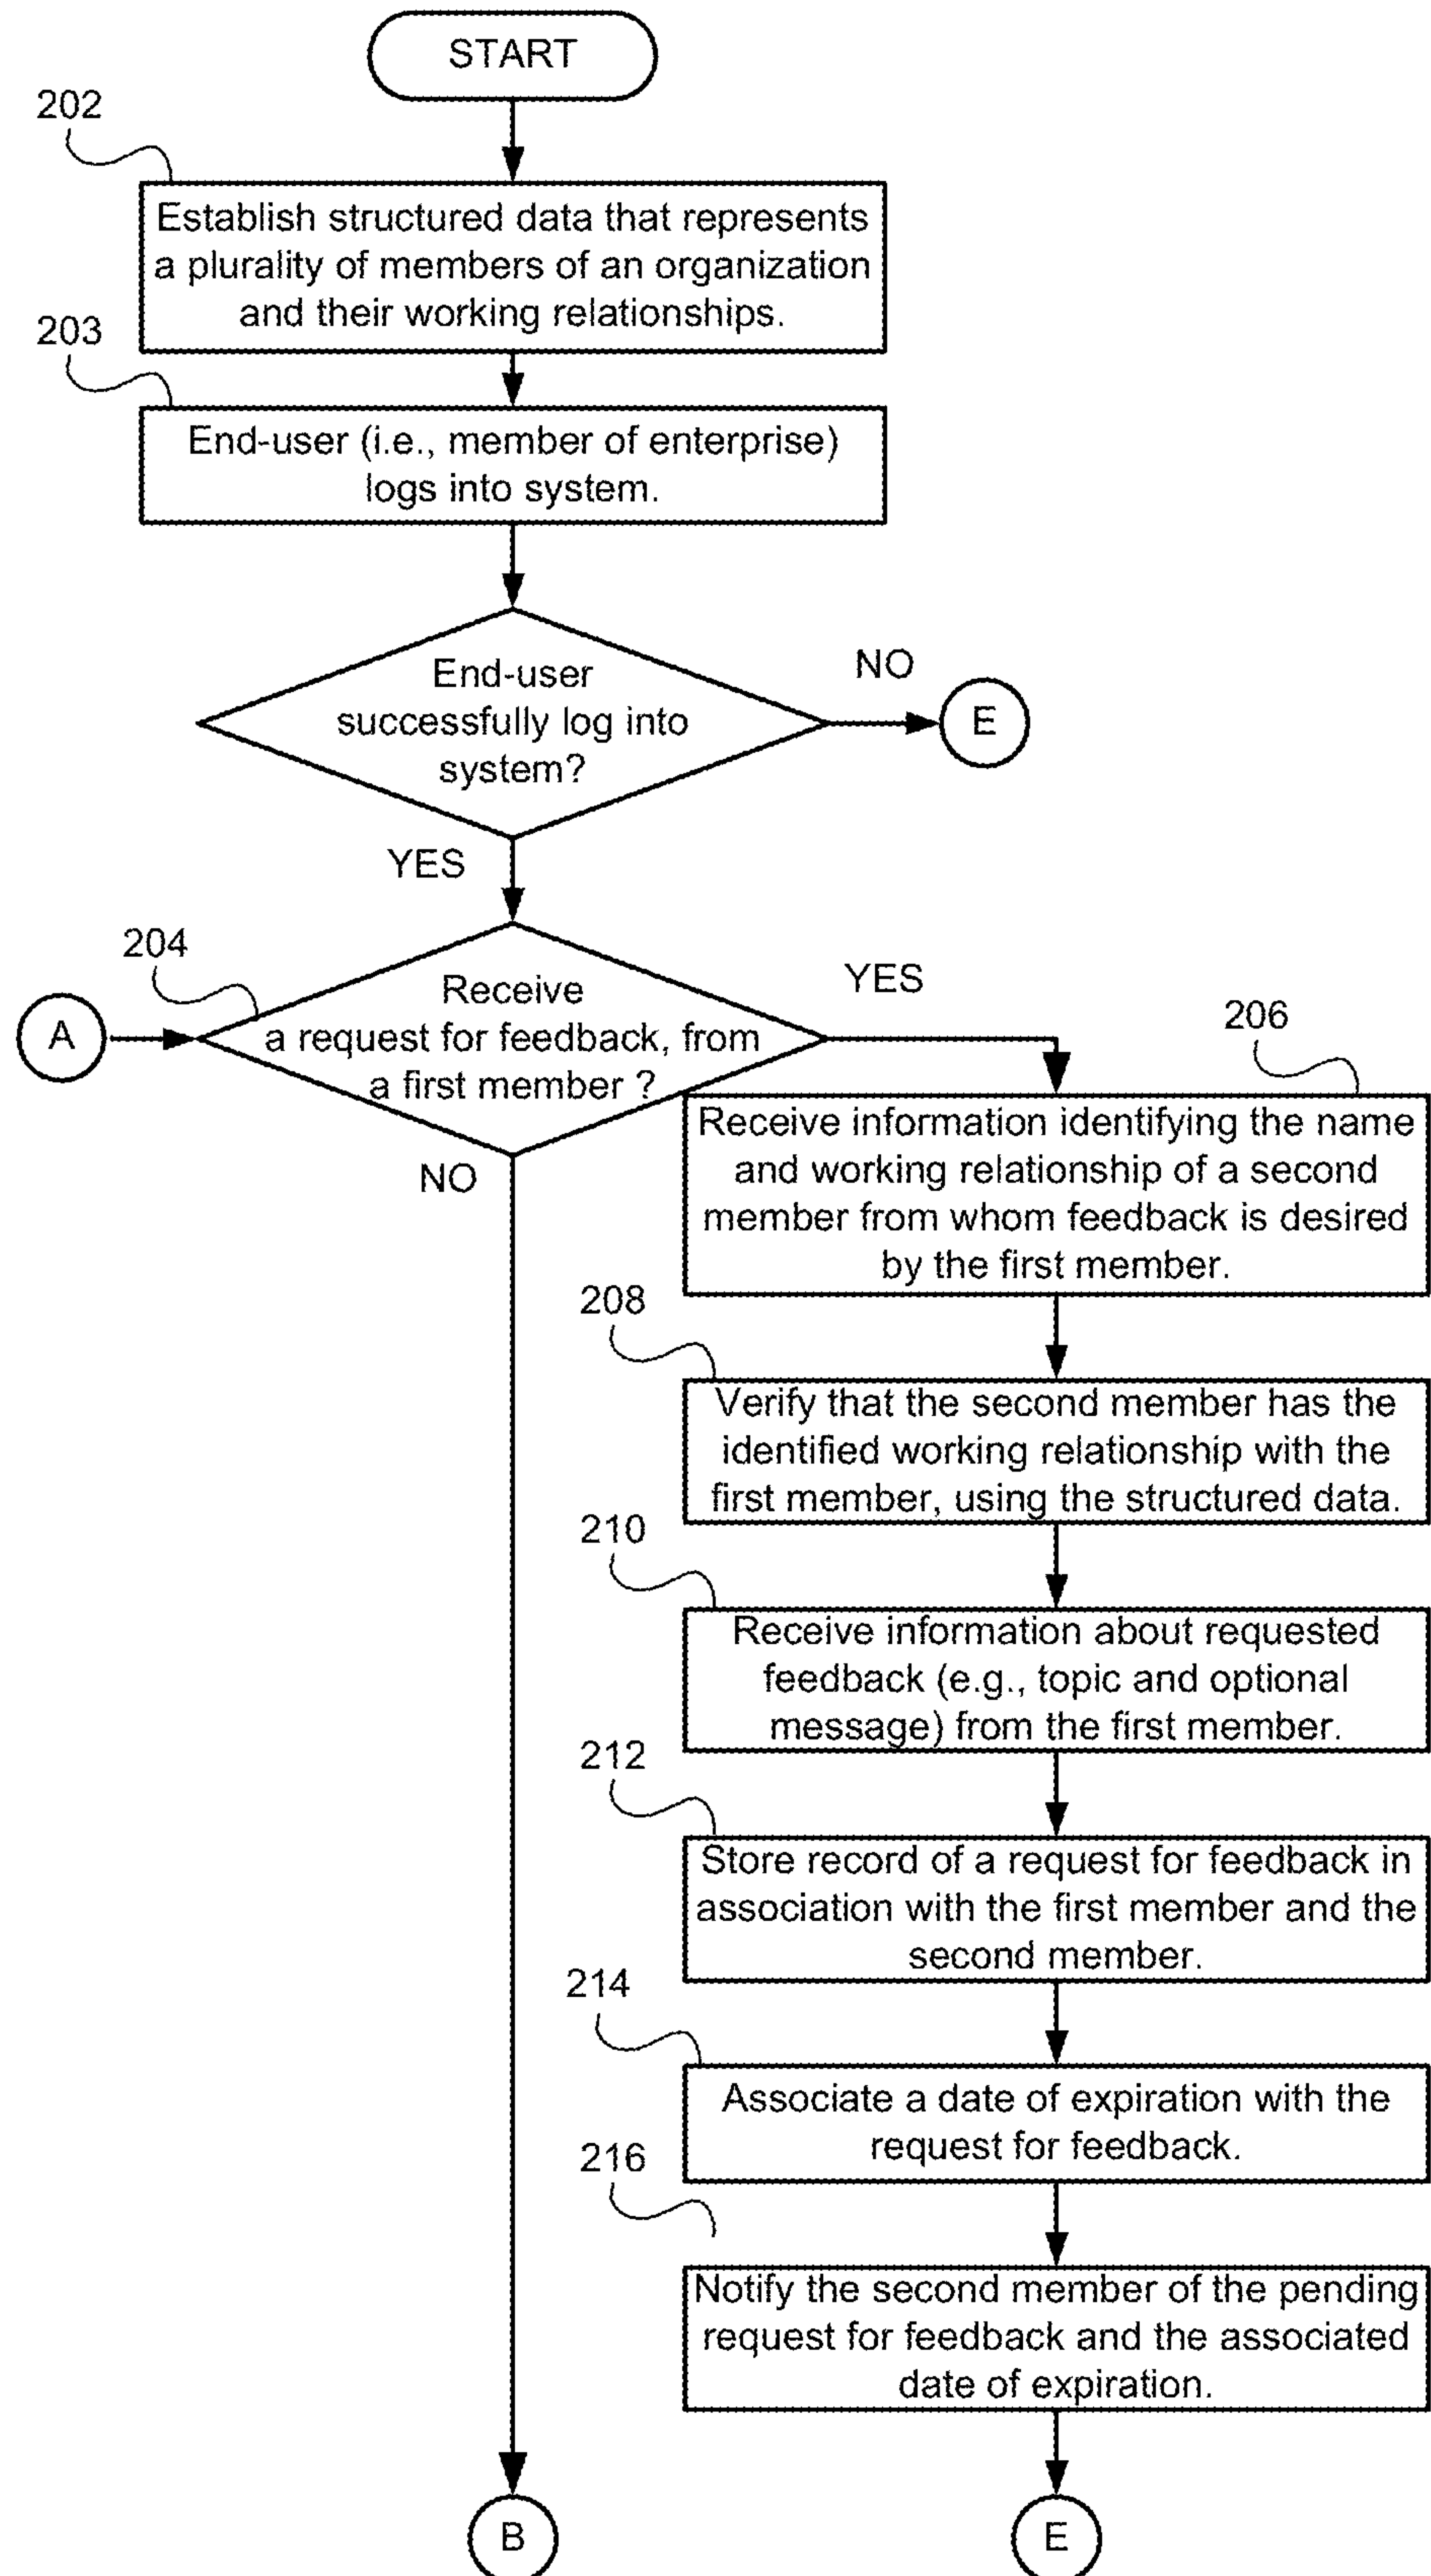 START
202
Establish structured data that represents
a plurality of members of an organization
and their working relationships.
203
End-user (i.e., member of enterprise)
logs into system.
End-user
successfully log into
system?
NO
E
YES
204
A
Receive
a request for feedback, from
a first member ?
YES
NO
206
Receive information identifying the name
and working relationship of a second
member from whom feedback is desired
by the first member.
208
Verify that the second member has the
identified working relationship with the
first member, using the structured data.
210
Receive information about requested
feedback (e.g., topic and optional
message) from the first member.
212
Store record of a request for feedback in
association with the first member and the
second member.
214
Associate a date of expiration with the
request for feedback.
216
Notify the second member of the pending
request for feedback and the associated
date of expiration.
B
E